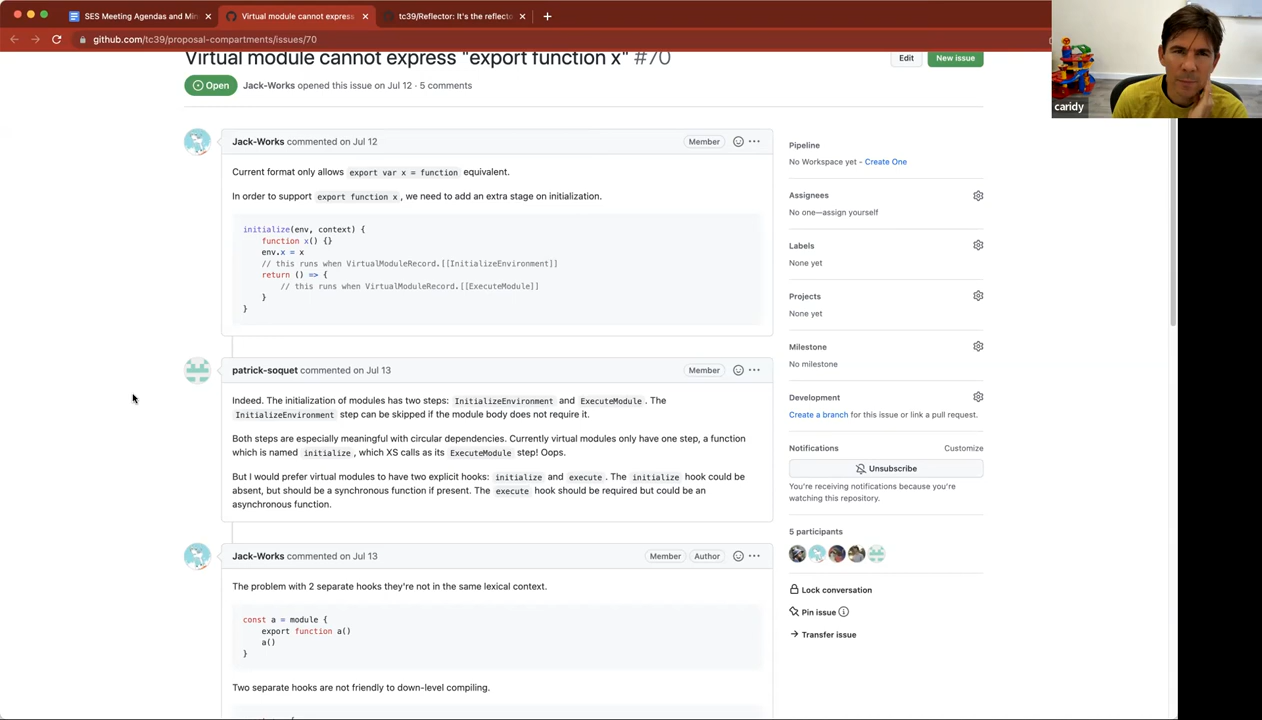 SES Meeting Agendas and Min
Virtual module cannot express
tc39/Reflector: It's the reflecto
github.com/tc39/proposal-compartments/issues/70
Virtual module cannot express "export function x" #70
Edit
New issue
Open
Jack-Works opened this issue on Jul 12 · 5 comments
Jack-Works commented on Jul 12
Member
Current format only allows export var x = function equivalent.
In order to support export function x, we need to add an extra stage on initialization.
initialize(env, context) {
function x() {}
env.x = x
// this runs when VirtualModuleRecord.[[InitializeEnvironment]]
return () => {
// this runs when VirtualModuleRecord.[[ExecuteModule]]
}
}
patrick-soquet commented on Jul 13
Member
Indeed. The initialization of modules has two steps: InitializeEnvironment and ExecuteModule. The
InitializeEnvironment step can be skipped if the module body does not require it.
Both steps are especially meaningful with circular dependencies. Currently virtual modules only have one step, a function
which is named initialize, which XS calls as its ExecuteModule step! Oops.
But I would prefer virtual modules to have two explicit hooks: initialize and execute. The initialize hook could be
absent, but should be a synchronous function if present. The execute hook should be required but could be an
asynchronous function.
Jack-Works commented on Jul 13
Member
Author
The problem with 2 separate hooks they're not in the same lexical context.
const a = module {
export function a()
a()
}
Two separate hooks are not friendly to down-level compiling.
Pipeline
No Workspace yet - Create One
Assignees
No one—assign yourself
Labels
None yet
Projects
None yet
Milestone
No milestone
Development
Create a branch for this issue or link a pull request.
Notifications
Customize
Unsubscribe
You're receiving notifications because you're
watching this repository.
5 participants
Lock conversation
Pin issue
Transfer issue
caridy